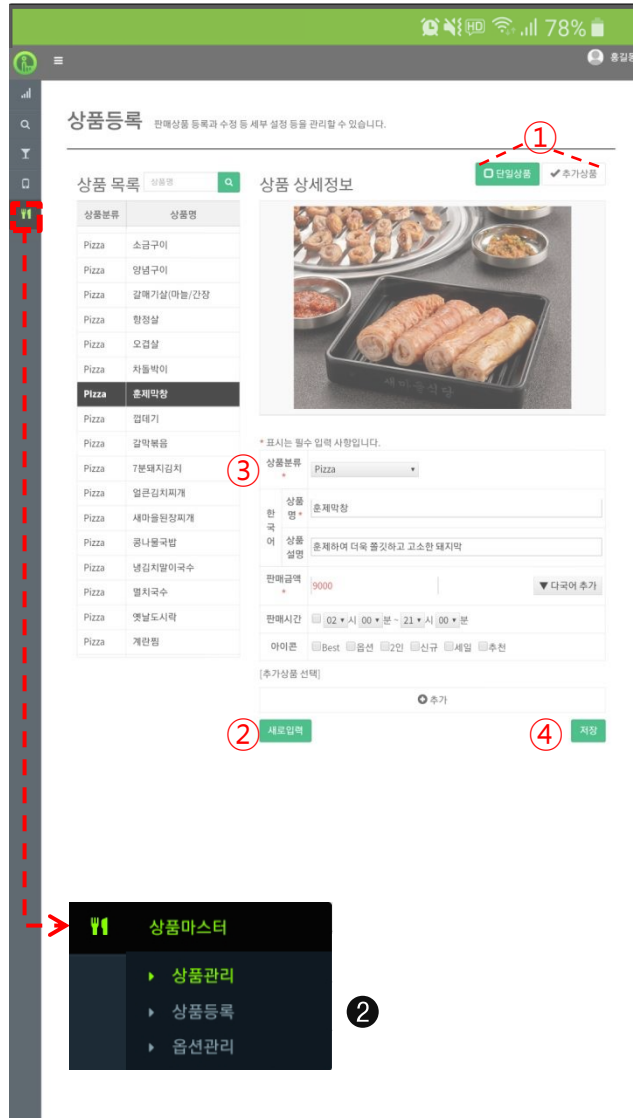 HD 78%
홍길동
상품등록 판매상품 등록과 수정 등 세부 설정 등을 관리할 수 있습니다.
①
상품 목록 상품명
상품 상세정보 단일상품 추가상품
상품분류 상품명
Pizza 소금구이
Pizza 양념구이
Pizza 갈매기살(마늘/간장
Pizza 항정살
Pizza 오겹살
Pizza 차돌박이
Pizza 훈제막창
Pizza 껍데기
Pizza 갈막볶음
Pizza 7분돼지김치
Pizza 얼큰김치찌개
Pizza 새마을된장찌개
Pizza 콩나물국밥
Pizza 냉김치말이국수
Pizza 멸치국수
Pizza 옛날도시락
Pizza 계란찜
새마을식당
* 표시는 필수 입력 사항입니다.
③
상품분류 * Pizza
한국어
상품명 * 훈제막창
상품설명 훈제하여 더욱 쫄깃하고 고소한 돼지막
판매금액 * 9000 ▼ 다국어 추가
판매시간 02 ▾ 시 00 ▾ 분 ~ 21 ▾ 시 00 ▾ 분
아이콘 Best 옵션 2인 신규 세일 추천
[추가상품 선택]
추가
② 새로입력 ④ 저장
상품마스터
상품관리
상품등록
옵션관리
❷